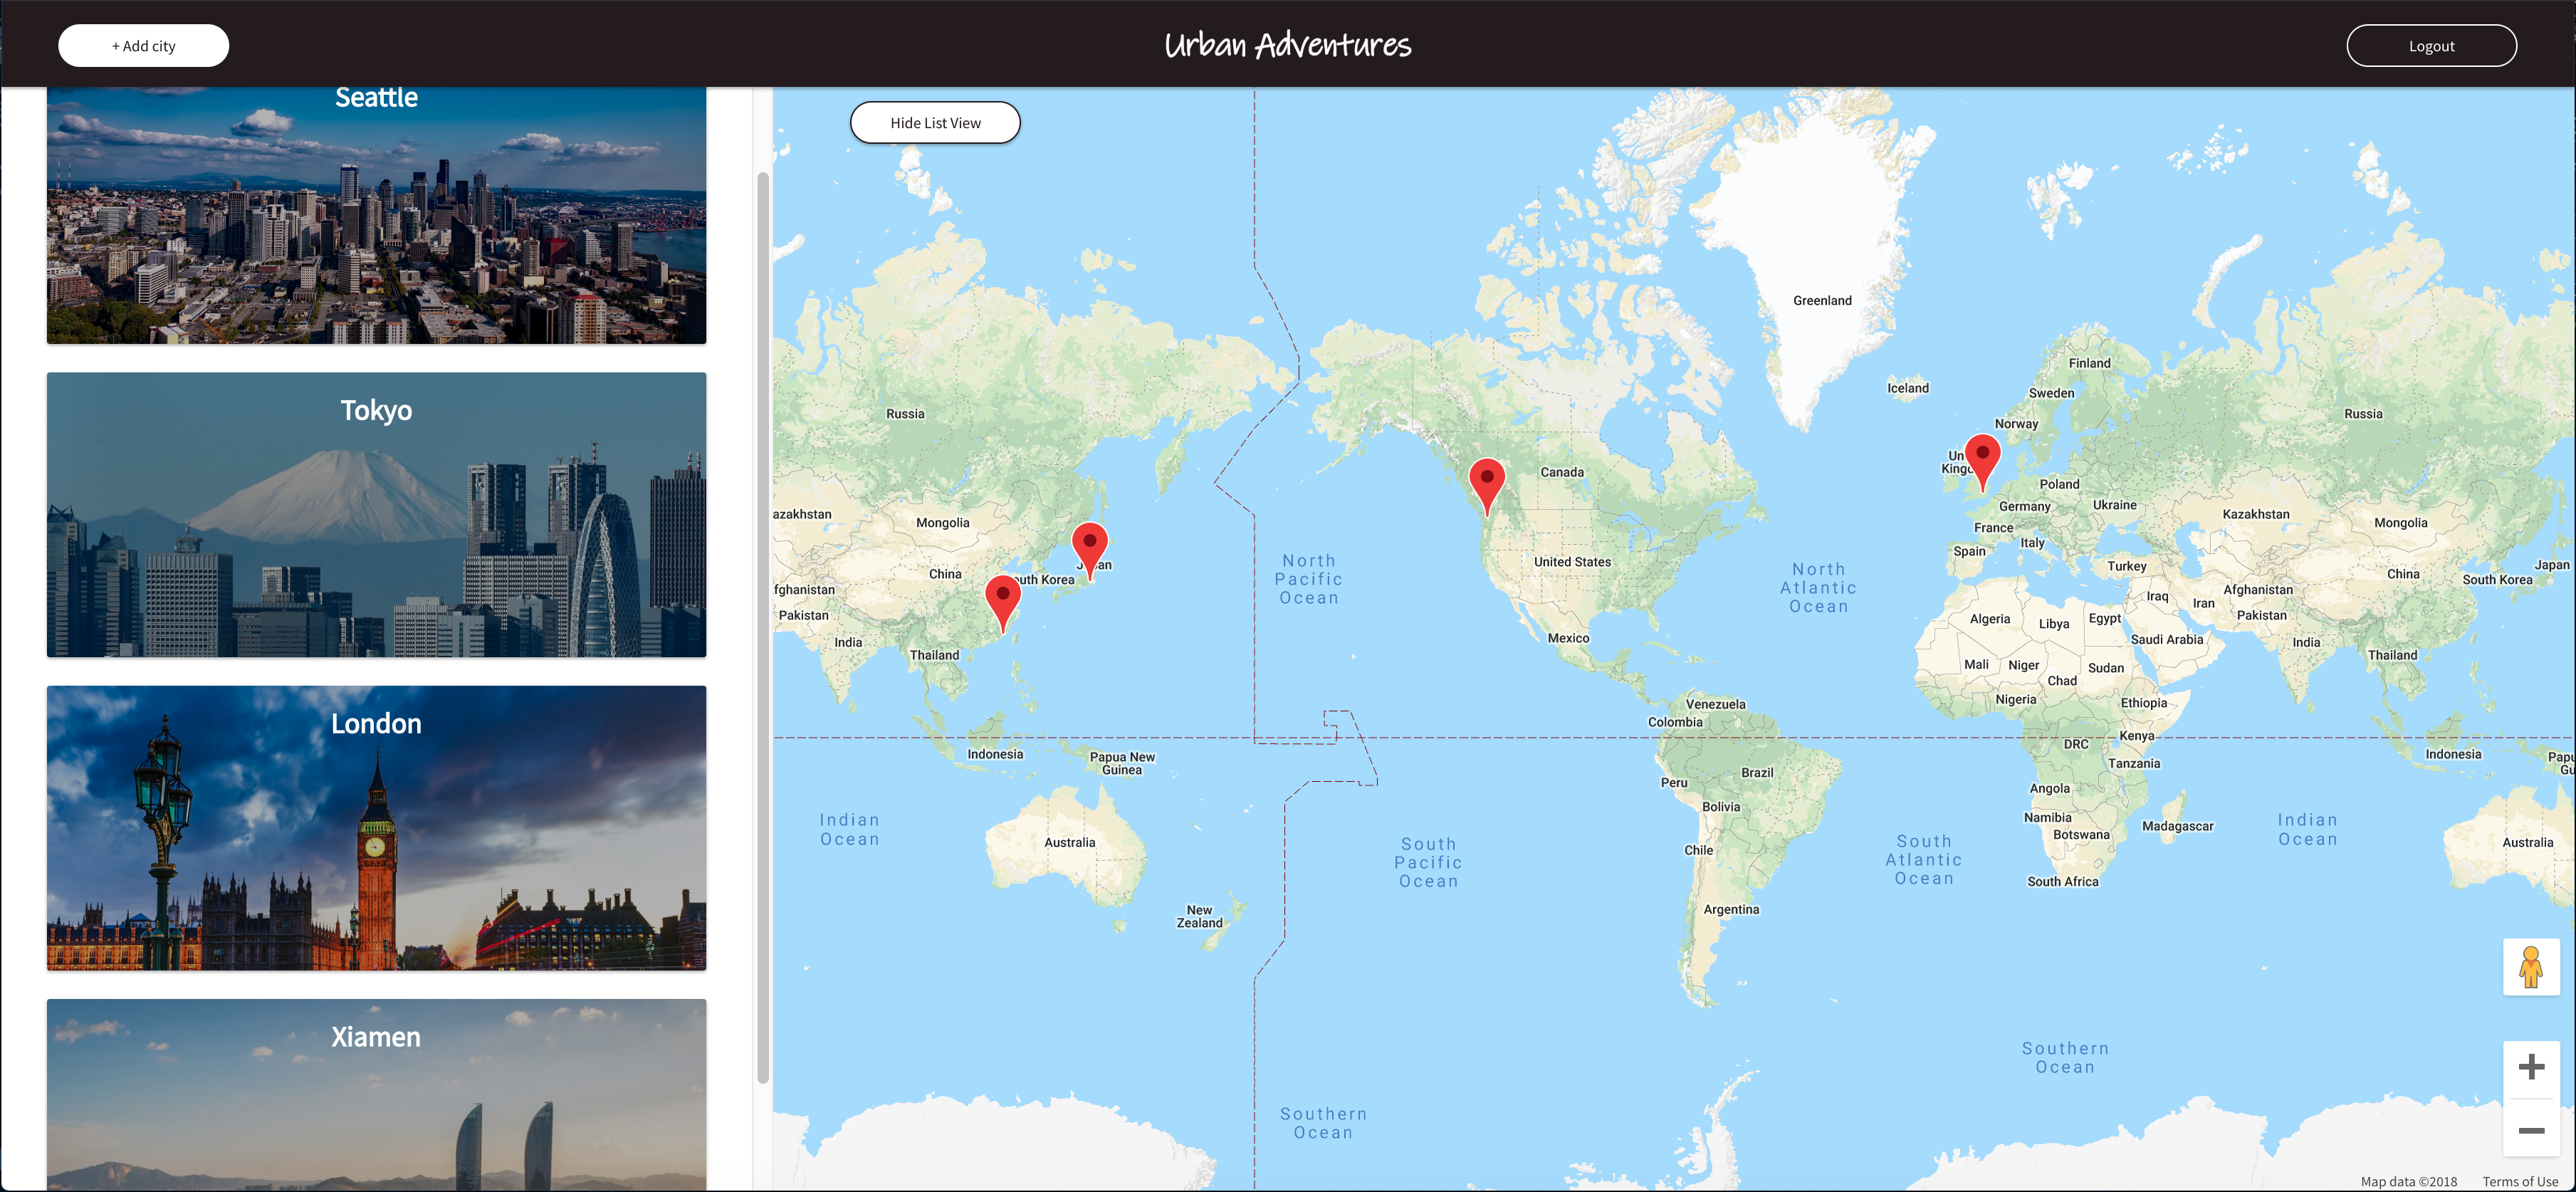 + Add city
Urban Adventures
Logout
Seattle
Tokyo
London
Xiamen
Hide List View
Greenland
Iceland
Finland
Sweden
Norway
Russia
Russia
Canada
Un
Kingd
Poland
Germany
Ukraine
France
Italy
Spain
Turkey
azakhstan
Mongolia
Kazakhstan
Mongolia
China
outh Korea
J
an
United States
North
Pacific
Ocean
North
Atlantic
Ocean
China
South Korea
Japan
fghanistan
Pakistan
India
Thailand
Mexico
Algeria
Libya
Egypt
Iraq
Iran
Afghanistan
Pakistan
Saudi Arabia
India
Thailand
Mali
Niger
Sudan
Chad
Nigeria
Ethiopia
Venezuela
Colombia
Indonesia
Papua New
Guinea
DRC
Kenya
Tanzania
Indonesia
Papu
Gu
Peru
Brazil
Bolivia
Angola
Namibia
Botswana
Madagascar
Indian
Ocean
Australia
South
Pacific
Ocean
Chile
South
Atlantic
Ocean
South Africa
Indian
Ocean
Australia
New
Zealand
Argentina
Southern
Ocean
Southern
Ocean
Map data ©2018
Terms of Use